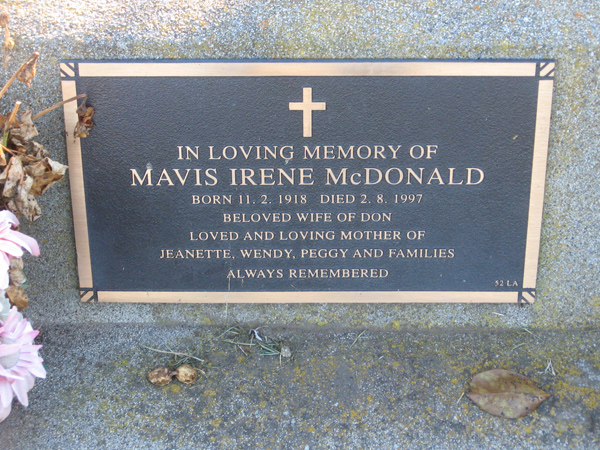 IN LOVING MEMORY OF
MAVIS IRENE McDONALD
BORN 11. 2. 1918 DIED 2. 8. 1997
BELOVED WIFE OF DON
LOVED AND LOVING MOTHER OF
JEANETTE, WENDY, PEGGY AND FAMILIES
ALWAYS REMEMBERED
52 LA